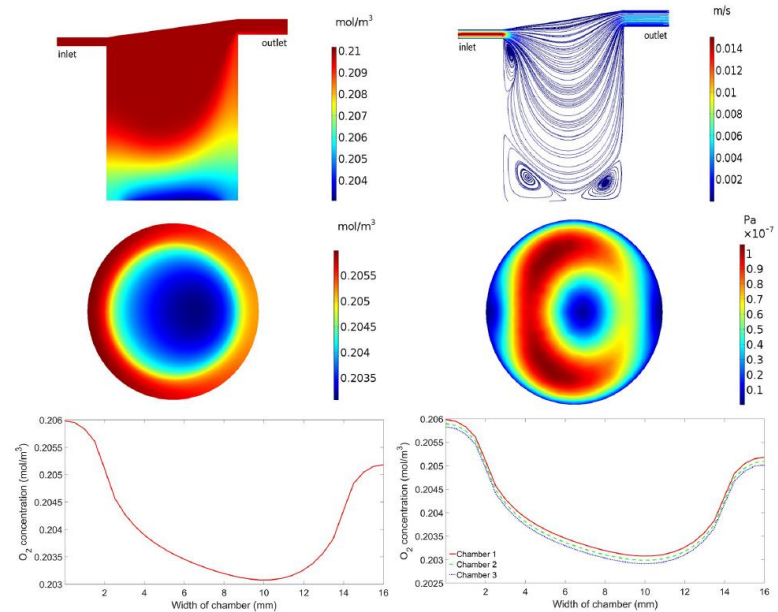 mol/m³
inlet
outlet
0.21
0.209
0.208
0.207
0.206
0.205
0.204
m/s
inlet
outlet
0.014
0.012
0.01
0.008
0.006
0.004
0.002
mol/m³
0.2055
0.205
0.2045
0.204
0.2035
Pa
×10⁻⁷
1
0.9
0.8
0.7
0.6
0.5
0.4
0.3
0.2
0.1
O₂ concentration (mol/m³)
0.206
0.2055
0.205
0.2045
0.204
0.2035
0.203
2 4 6 8 10 12 14 16
Width of chamber (mm)
O₂ concentration (mol/m³)
0.206
0.2055
0.205
0.2045
0.204
0.2035
0.203
0.2025
Chamber 1
Chamber 2
Chamber 3
2 4 6 8 10 12 14 16
Width of chamber (mm)